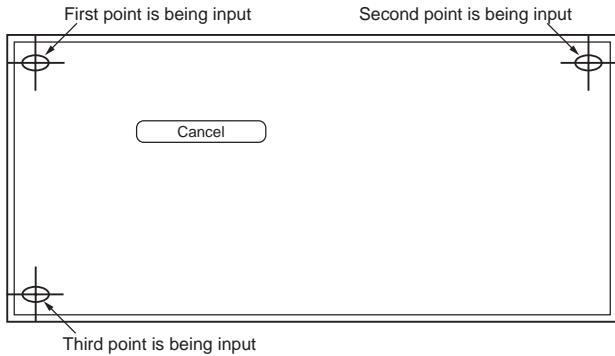 First point is being input
Second point is being input
Cancel
Third point is being input